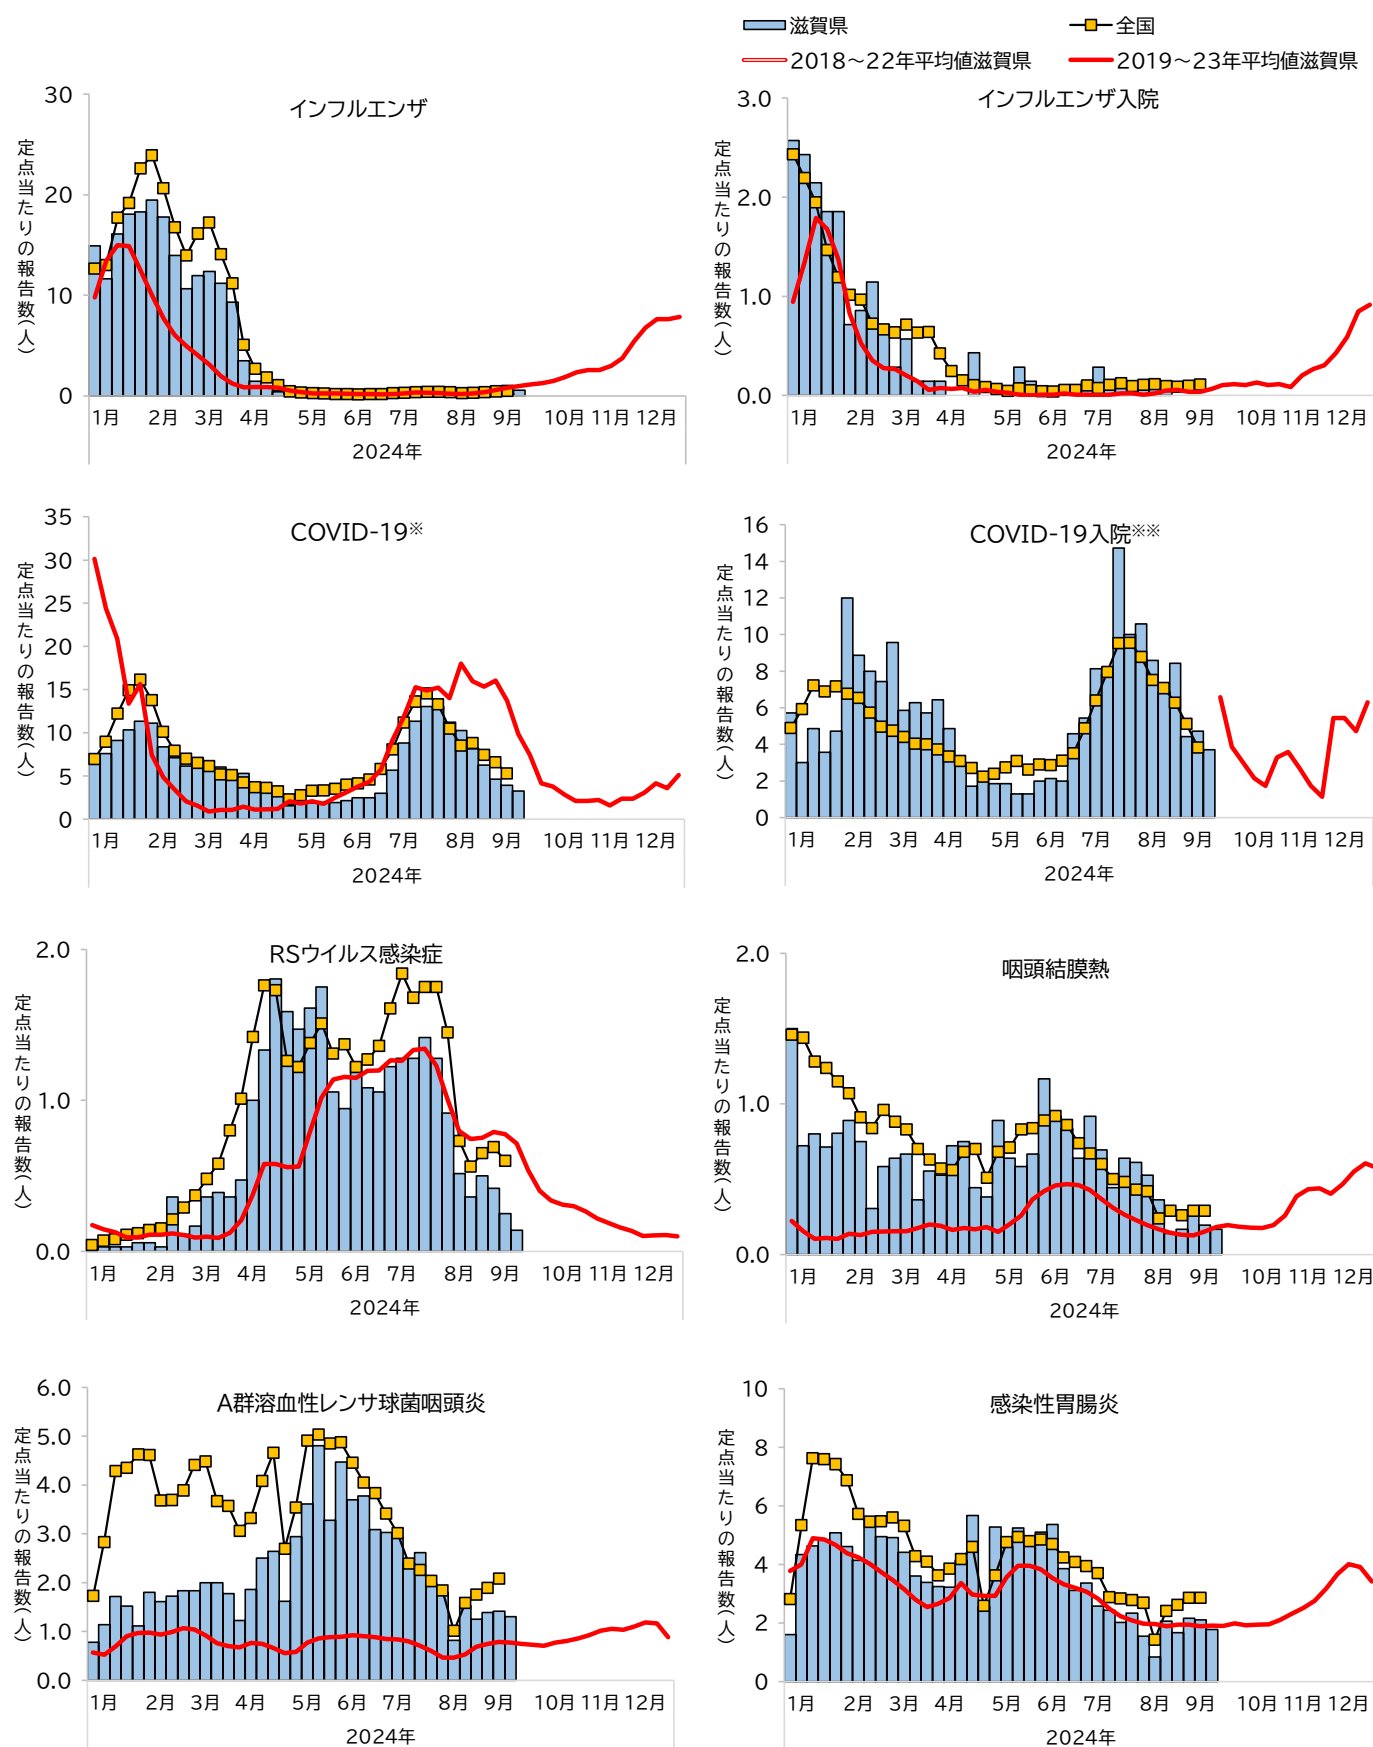 滋賀県
全国
2018～22年平均値滋賀県
2019～23年平均値滋賀県
インフルエンザ
定点当たりの報告数(人)
30
20
10
0
1月 2月 3月 4月 5月 6月 7月 8月 9月 10月 11月 12月
2024年
インフルエンザ入院
定点当たりの報告数(人)
3.0
2.0
1.0
0.0
1月 2月 3月 4月 5月 6月 7月 8月 9月 10月 11月 12月
2024年
COVID-19※
定点当たりの報告数(人)
35
30
25
20
15
10
5
0
1月 2月 3月 4月 5月 6月 7月 8月 9月 10月 11月 12月
2024年
COVID-19入院※※
定点当たりの報告数(人)
16
14
12
10
8
6
4
2
0
1月 2月 3月 4月 5月 6月 7月 8月 9月 10月 11月 12月
2024年
RSウイルス感染症
定点当たりの報告数(人)
2.0
1.0
0.0
1月 2月 3月 4月 5月 6月 7月 8月 9月 10月 11月 12月
2024年
咽頭結膜熱
定点当たりの報告数(人)
2.0
1.0
0.0
1月 2月 3月 4月 5月 6月 7月 8月 9月 10月 11月 12月
2024年
A群溶血性レンサ球菌咽頭炎
定点当たりの報告数(人)
6.0
5.0
4.0
3.0
2.0
1.0
0.0
1月 2月 3月 4月 5月 6月 7月 8月 9月 10月 11月 12月
2024年
感染性胃腸炎
定点当たりの報告数(人)
10
8
6
4
2
0
1月 2月 3月 4月 5月 6月 7月 8月 9月 10月 11月 12月
2024年